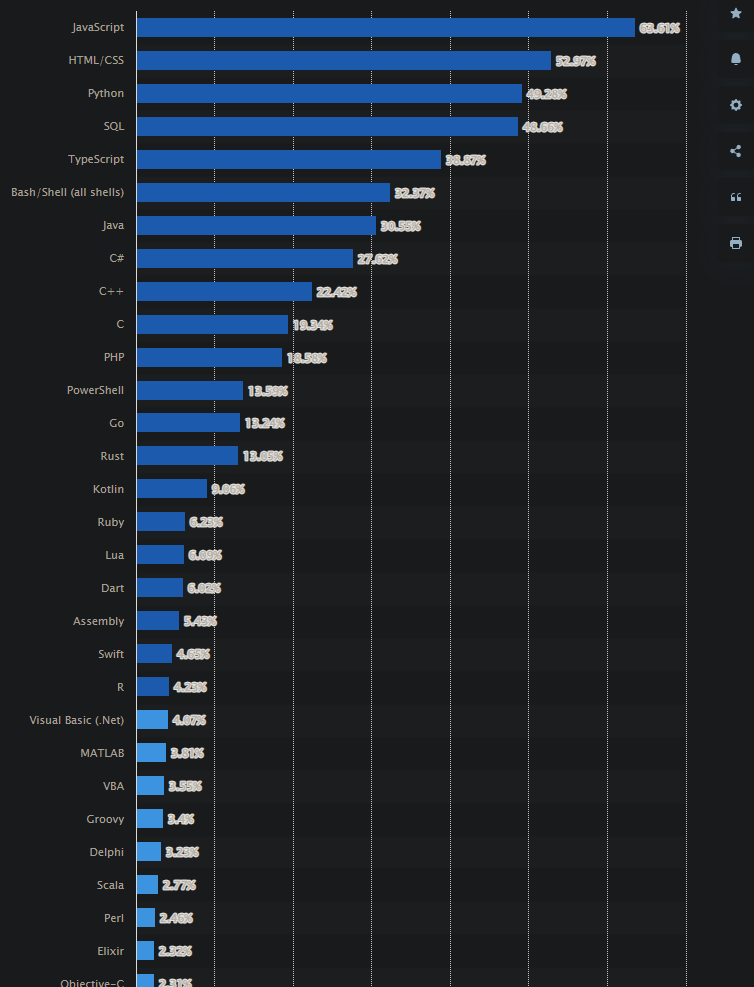 JavaScript 63.61%
HTML/CSS 52.97%
Python 49.28%
SQL 48.66%
TypeScript 38.87%
Bash/Shell (all shells) 32.37%
Java 30.55%
C# 27.62%
C++ 22.42%
C 19.34%
PHP 18.58%
PowerShell 13.59%
Go 13.24%
Rust 13.05%
Kotlin 9.06%
Ruby 6.23%
Lua 6.09%
Dart 6.02%
Assembly 5.43%
Swift 4.65%
R 4.23%
Visual Basic (.Net) 4.07%
MATLAB 3.81%
VBA 3.55%
Groovy 3.4%
Delphi 3.23%
Scala 2.77%
Perl 2.46%
Elixir 2.32%
Objective-C 2.31%